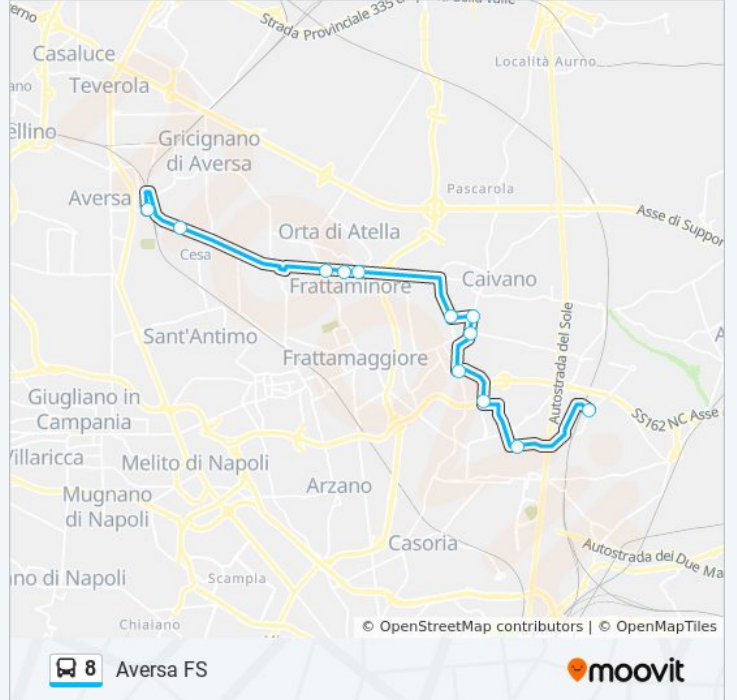 Strada Provinciale 335
Casaluce
Località Aurno
Teverola
Gricignano
di Aversa
Pascarola
Aversa
Asse di Suppor
Orta di Atella
Cesa
Caivano
Frattaminore
Sant'Antimo
Autostrada del Sole
Frattamaggiore
Giugliano in
Campania
SS162 NC Asse
Villaricca
Melito di Napoli
Arzano
Mugnano
di Napoli
Casoria
Autostrada dei Due Ma
no di Napoli
Scampia
Chiaiano
© OpenStreetMap contributors | © OpenMapTiles
8 Aversa FS
moovit